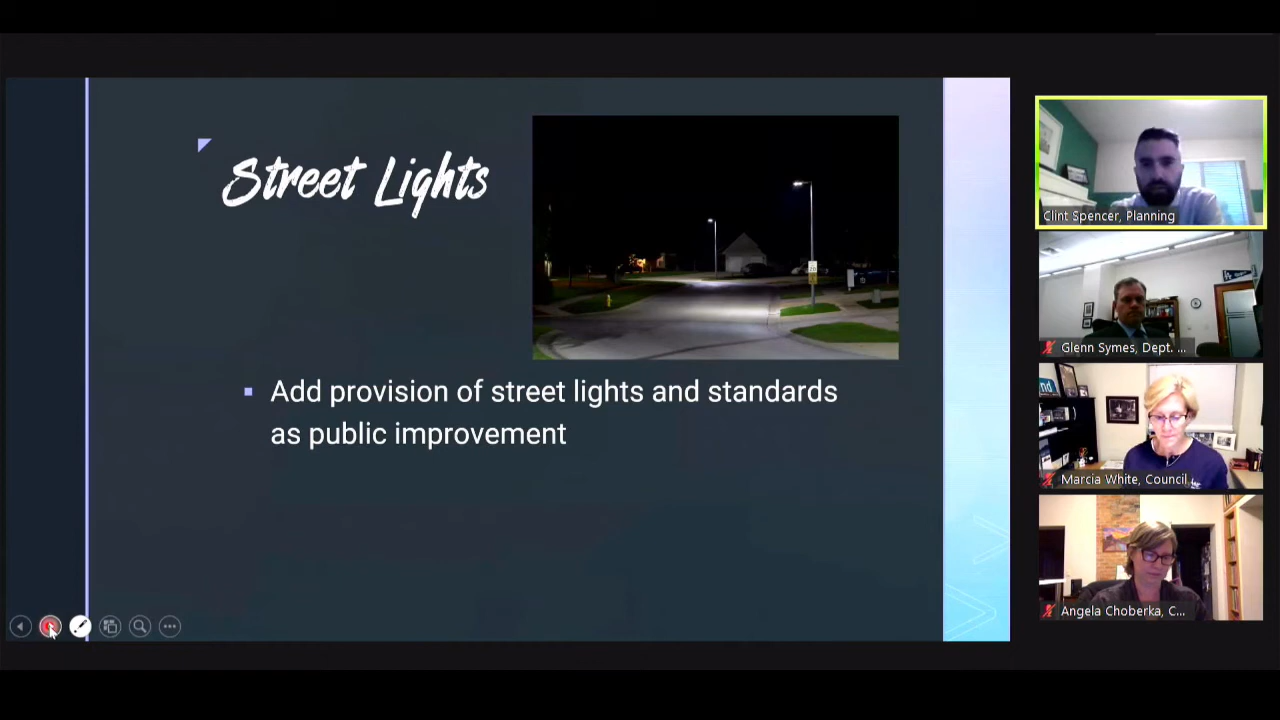 Street Lights
Add provision of street lights and standards
as public improvement
Clint Spencer, Planning
Glenn Symes, Dept. ...
Marcia White, Council
Angela Choberka, C...